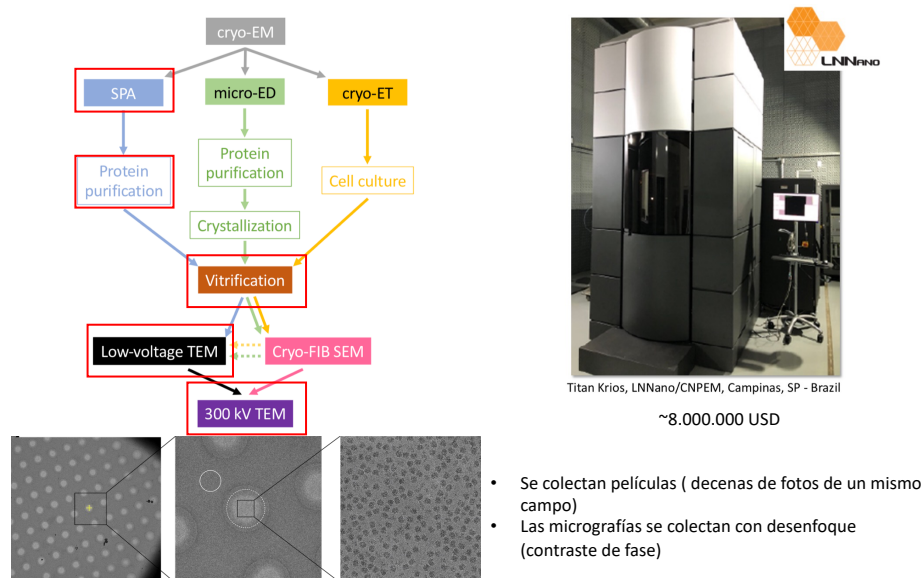 cryo-EM
SPA
micro-ED
cryo-ET
Protein
purification
Protein
purification
Cell culture
Crystallization
Vitrification
Low-voltage TEM
Cryo-FIB SEM
300 kV TEM
LNNANO
Titan Krios, LNNano/CNPEM, Campinas, SP - Brazil
~8.000.000 USD
• Se colectan películas ( decenas de fotos de un mismo
campo)
• Las micrografías se colectan con desenfoque
(contraste de fase)